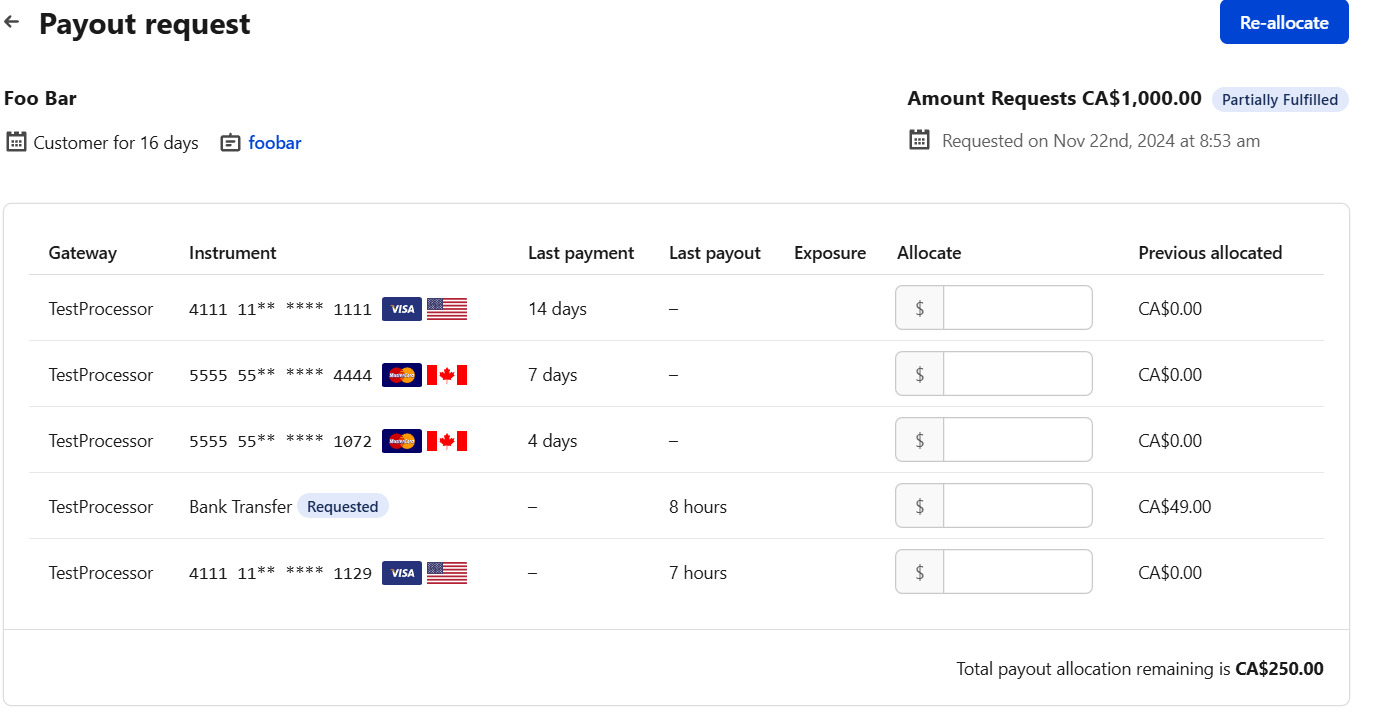 Payout request
Re-allocate
Foo Bar
Amount Requests CA$1,000.00 Partially Fulfilled
Customer for 16 days foobar
Requested on Nov 22nd, 2024 at 8:53 am
Gateway Instrument Last payment Last payout Exposure Allocate Previous allocated
TestProcessor 4111 11** **** 1111 VISA 14 days – $ CA$0.00
TestProcessor 5555 55** **** 4444 MasterCard 7 days – $ CA$0.00
TestProcessor 5555 55** **** 1072 MasterCard 4 days – $ CA$0.00
TestProcessor Bank Transfer Requested – 8 hours $ CA$49.00
TestProcessor 4111 11** **** 1129 VISA – 7 hours $ CA$0.00
Total payout allocation remaining is CA$250.00